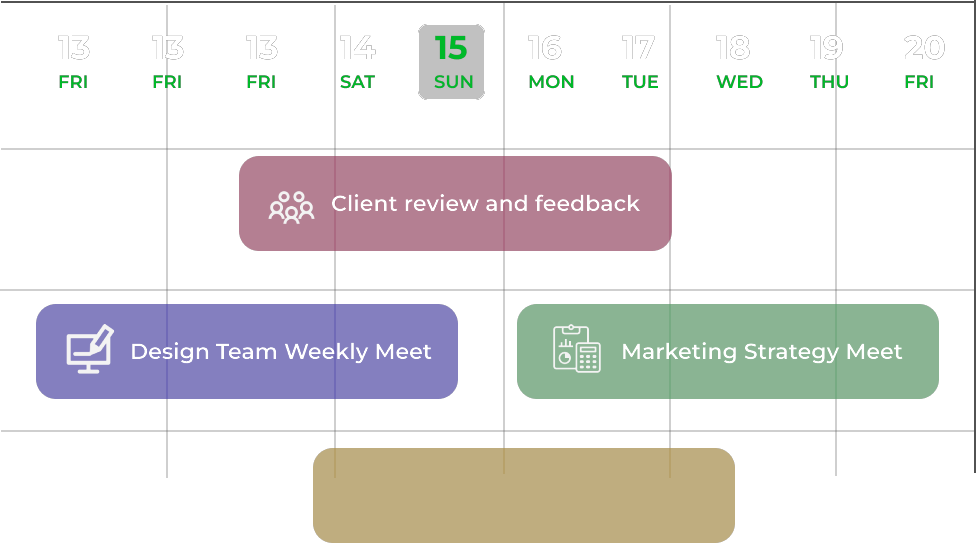 13 13 13 14 15 16 17 18 19 20
FRI FRI FRI SAT SUN MON TUE WED THU FRI
Client review and feedback
Design Team Weekly Meet Marketing Strategy Meet